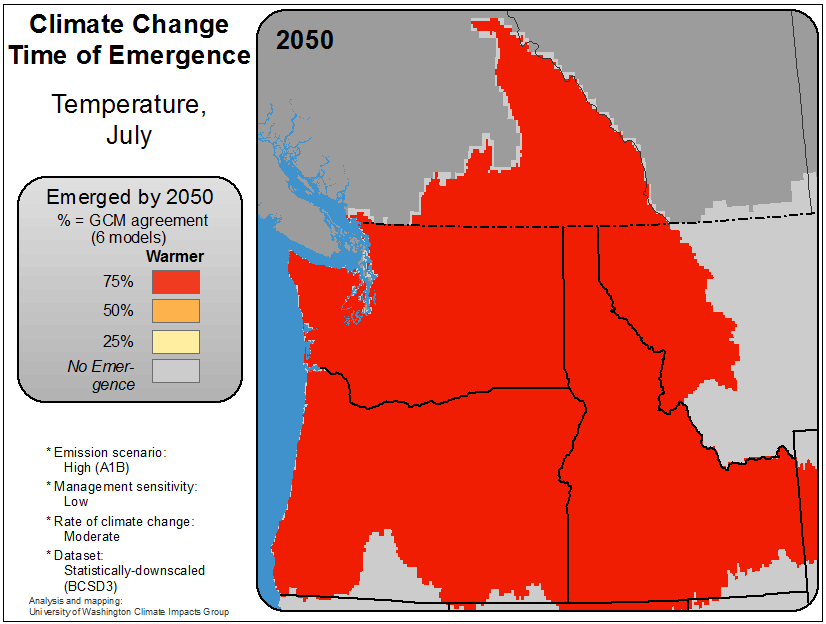 Climate Change
Time of Emergence
Temperature,
July
2050
Emerged by 2050
% = GCM agreement
(6 models)
Warmer
75%
50%
25%
No Emer-
gence
* Emission scenario:
High (A1B)
* Management sensitivity:
Low
* Rate of climate change:
Moderate
* Dataset:
Statistically-downscaled
(BCSD3)
Analysis and mapping:
University of Washington Climate Impacts Group